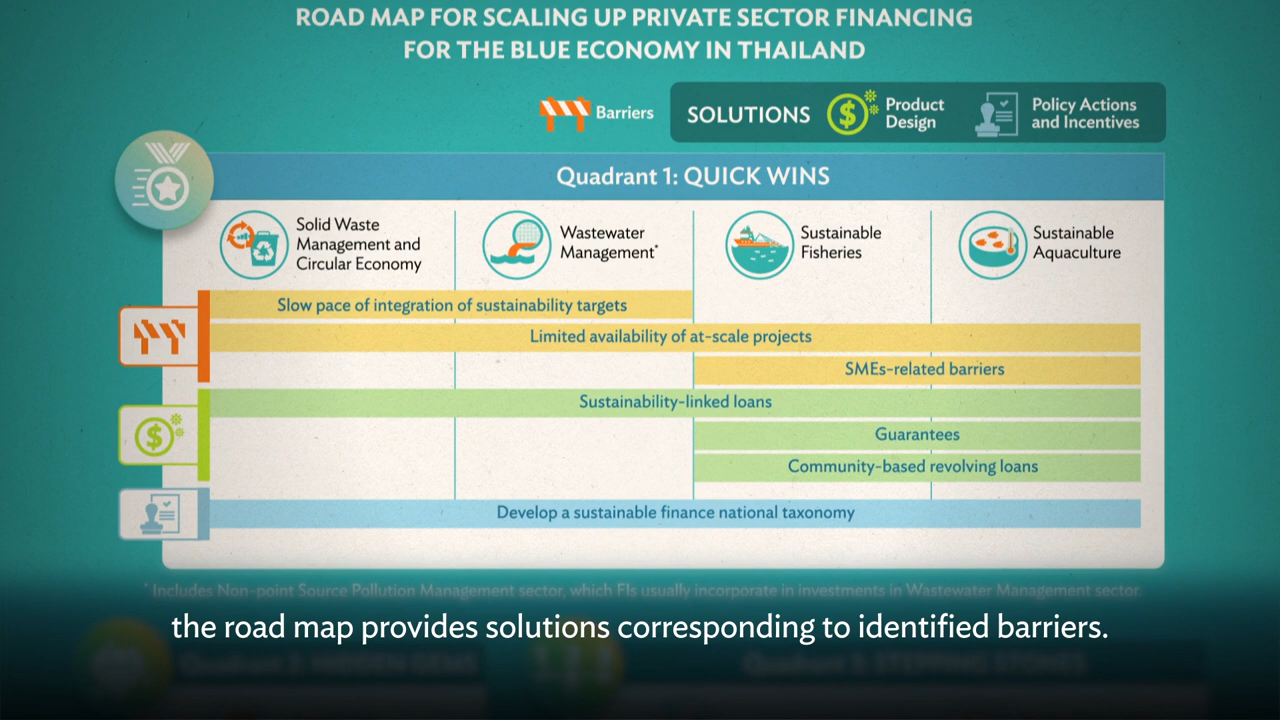 ROAD MAP FOR SCALING UP PRIVATE SECTOR FINANCING
FOR THE BLUE ECONOMY IN THAILAND
Barriers
SOLUTIONS
Product
Design
Policy Actions
and Incentives
Quadrant 1: QUICK WINS
Solid Waste
Management and
Circular Economy
Wastewater
Management*
Sustainable
Fisheries
Sustainable
Aquaculture
Slow pace of integration of sustainability targets
Limited availability of at-scale projects
SMEs-related barriers
Sustainability-linked loans
Guarantees
Community-based revolving loans
Develop a sustainable finance national taxonomy
* Includes Non-point Source Pollution Management sector, which FIs usually incorporate in investments in Wastewater Management sector.
the road map provides solutions corresponding to identified barriers.